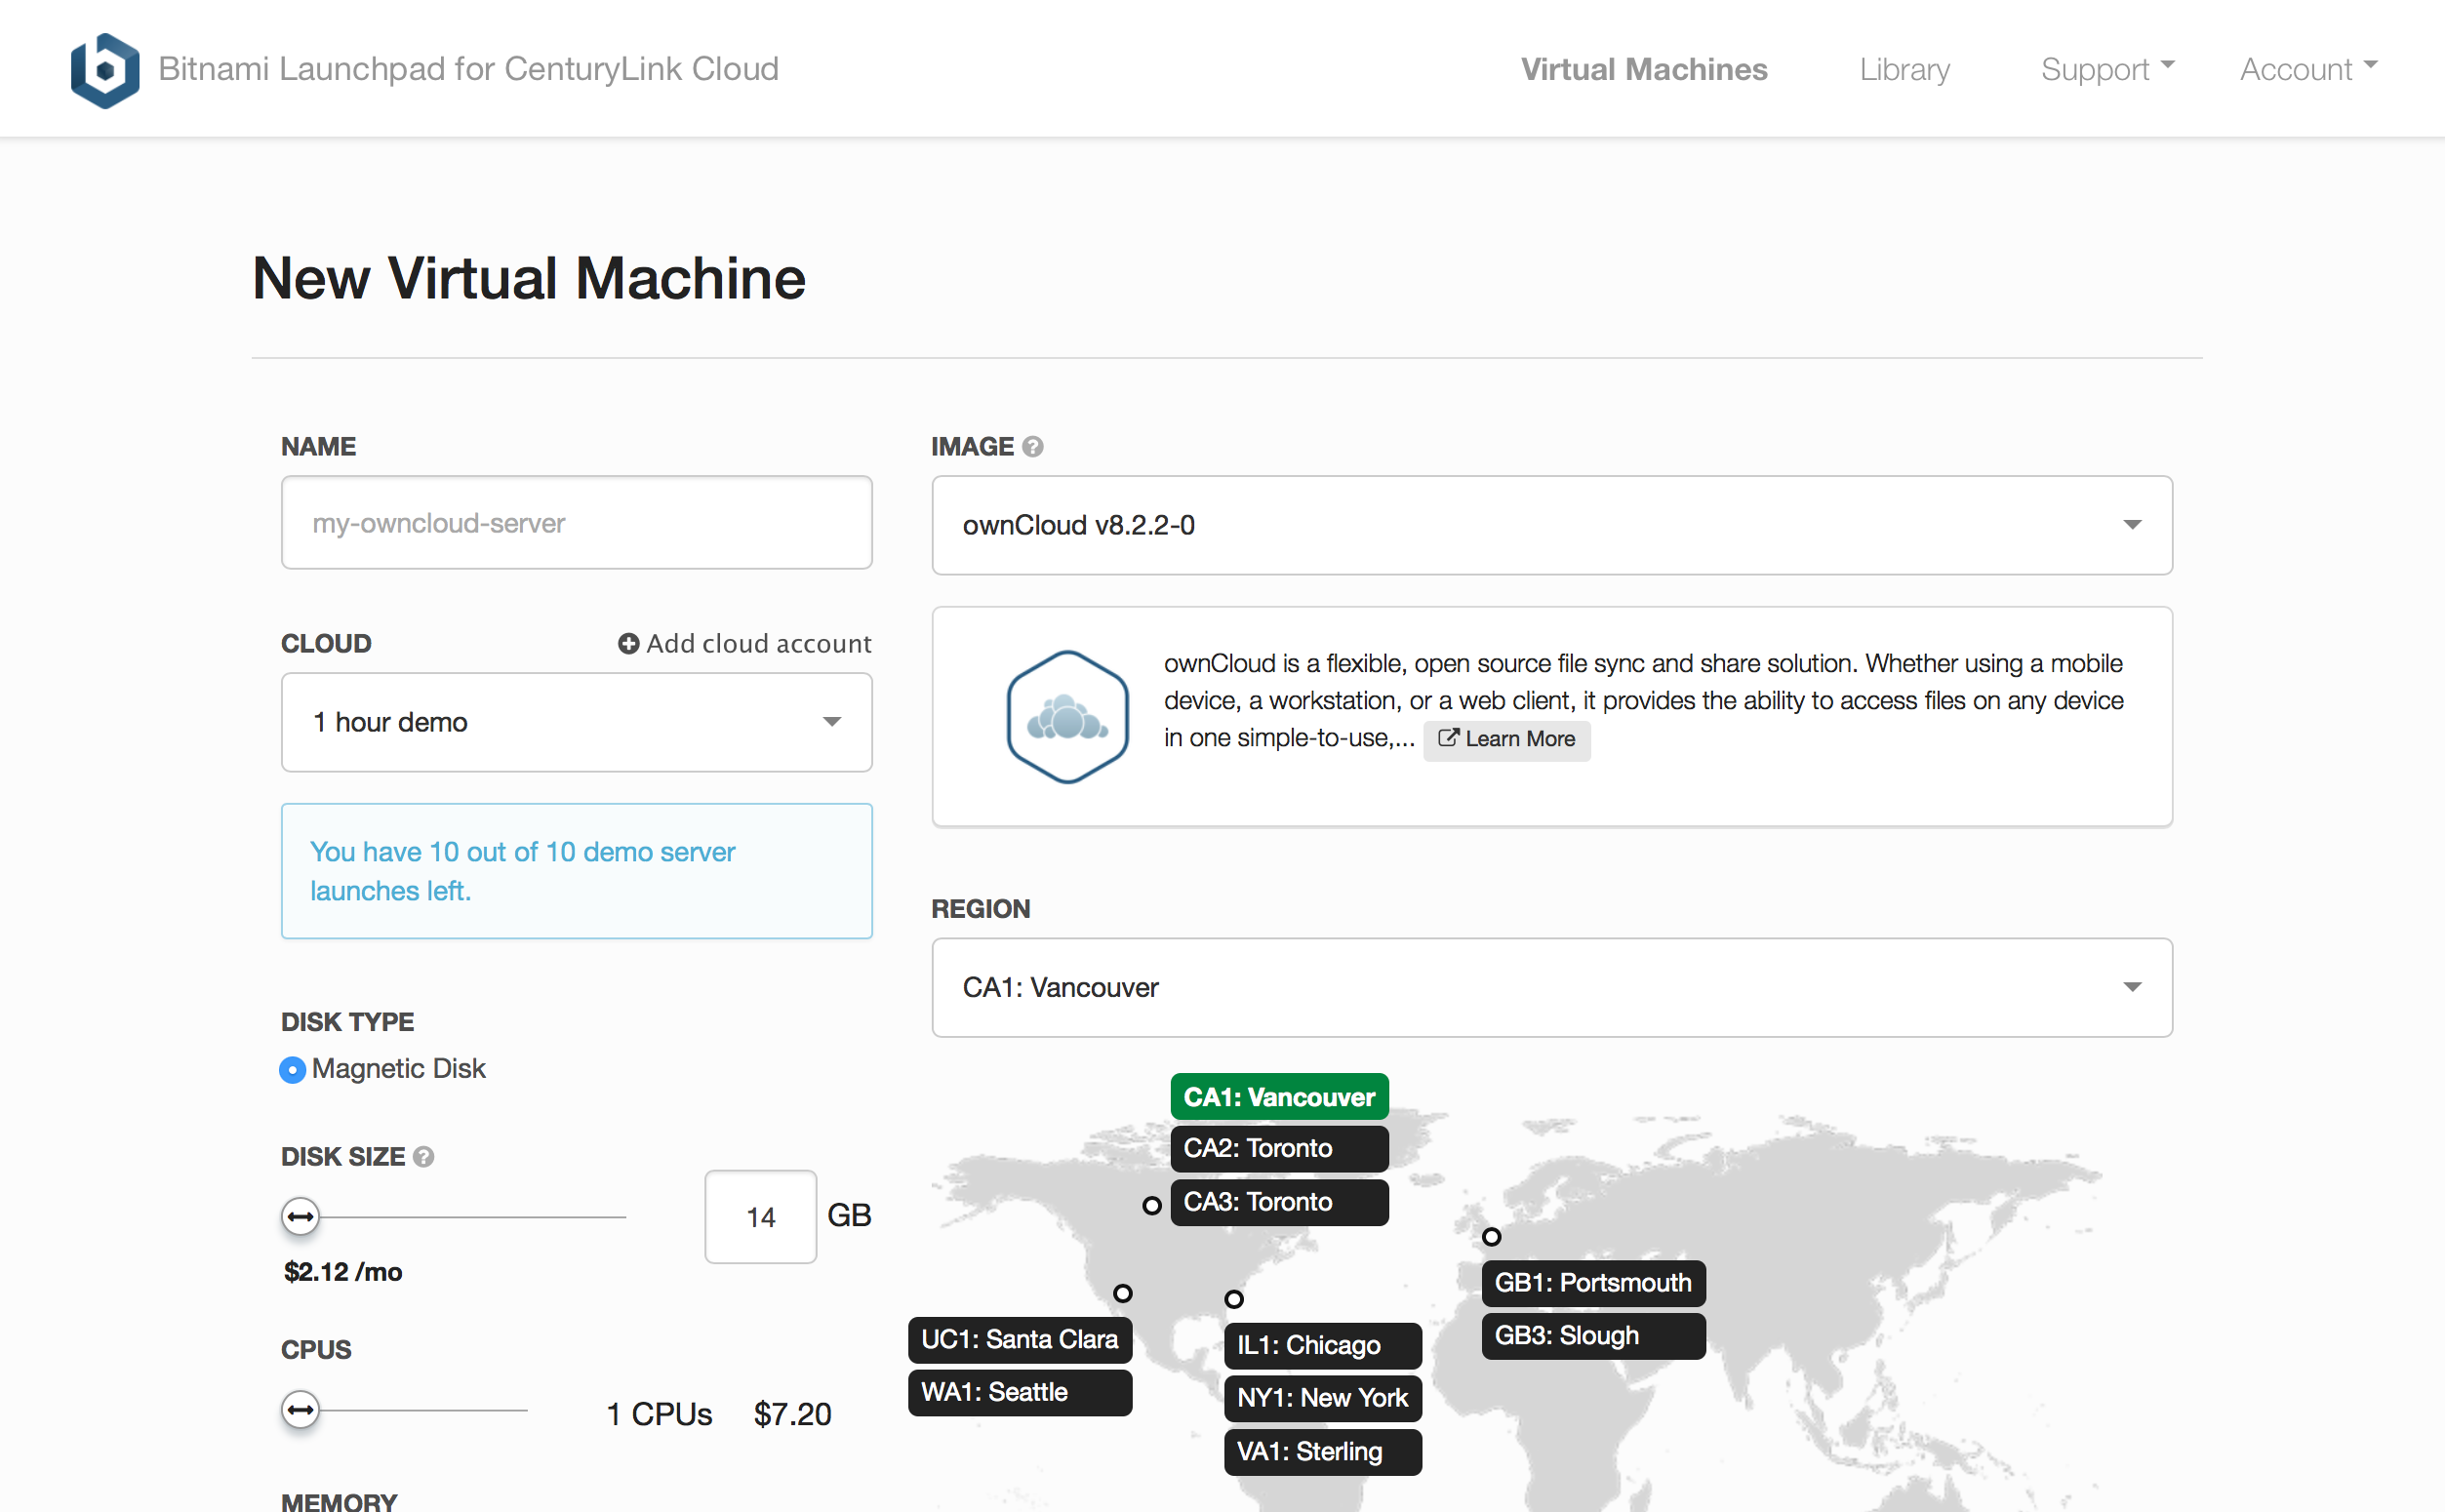 Bitnami Launchpad for CenturyLink Cloud
Virtual Machines
Library
Support
Account
New Virtual Machine
NAME
my-owncloud-server
CLOUD
Add cloud account
1 hour demo
You have 10 out of 10 demo server
launches left.
DISK TYPE
Magnetic Disk
DISK SIZE ?
14 GB
$2.12 /mo
CPUS
1 CPUs $7.20
MEMORY
IMAGE ?
ownCloud v8.2.2-0
ownCloud is a flexible, open source file sync and share solution. Whether using a mobile
device, a workstation, or a web client, it provides the ability to access files on any device
in one simple-to-use,... Learn More
REGION
CA1: Vancouver
CA1: Vancouver
CA2: Toronto
CA3: Toronto
UC1: Santa Clara
WA1: Seattle
IL1: Chicago
NY1: New York
VA1: Sterling
GB1: Portsmouth
GB3: Slough